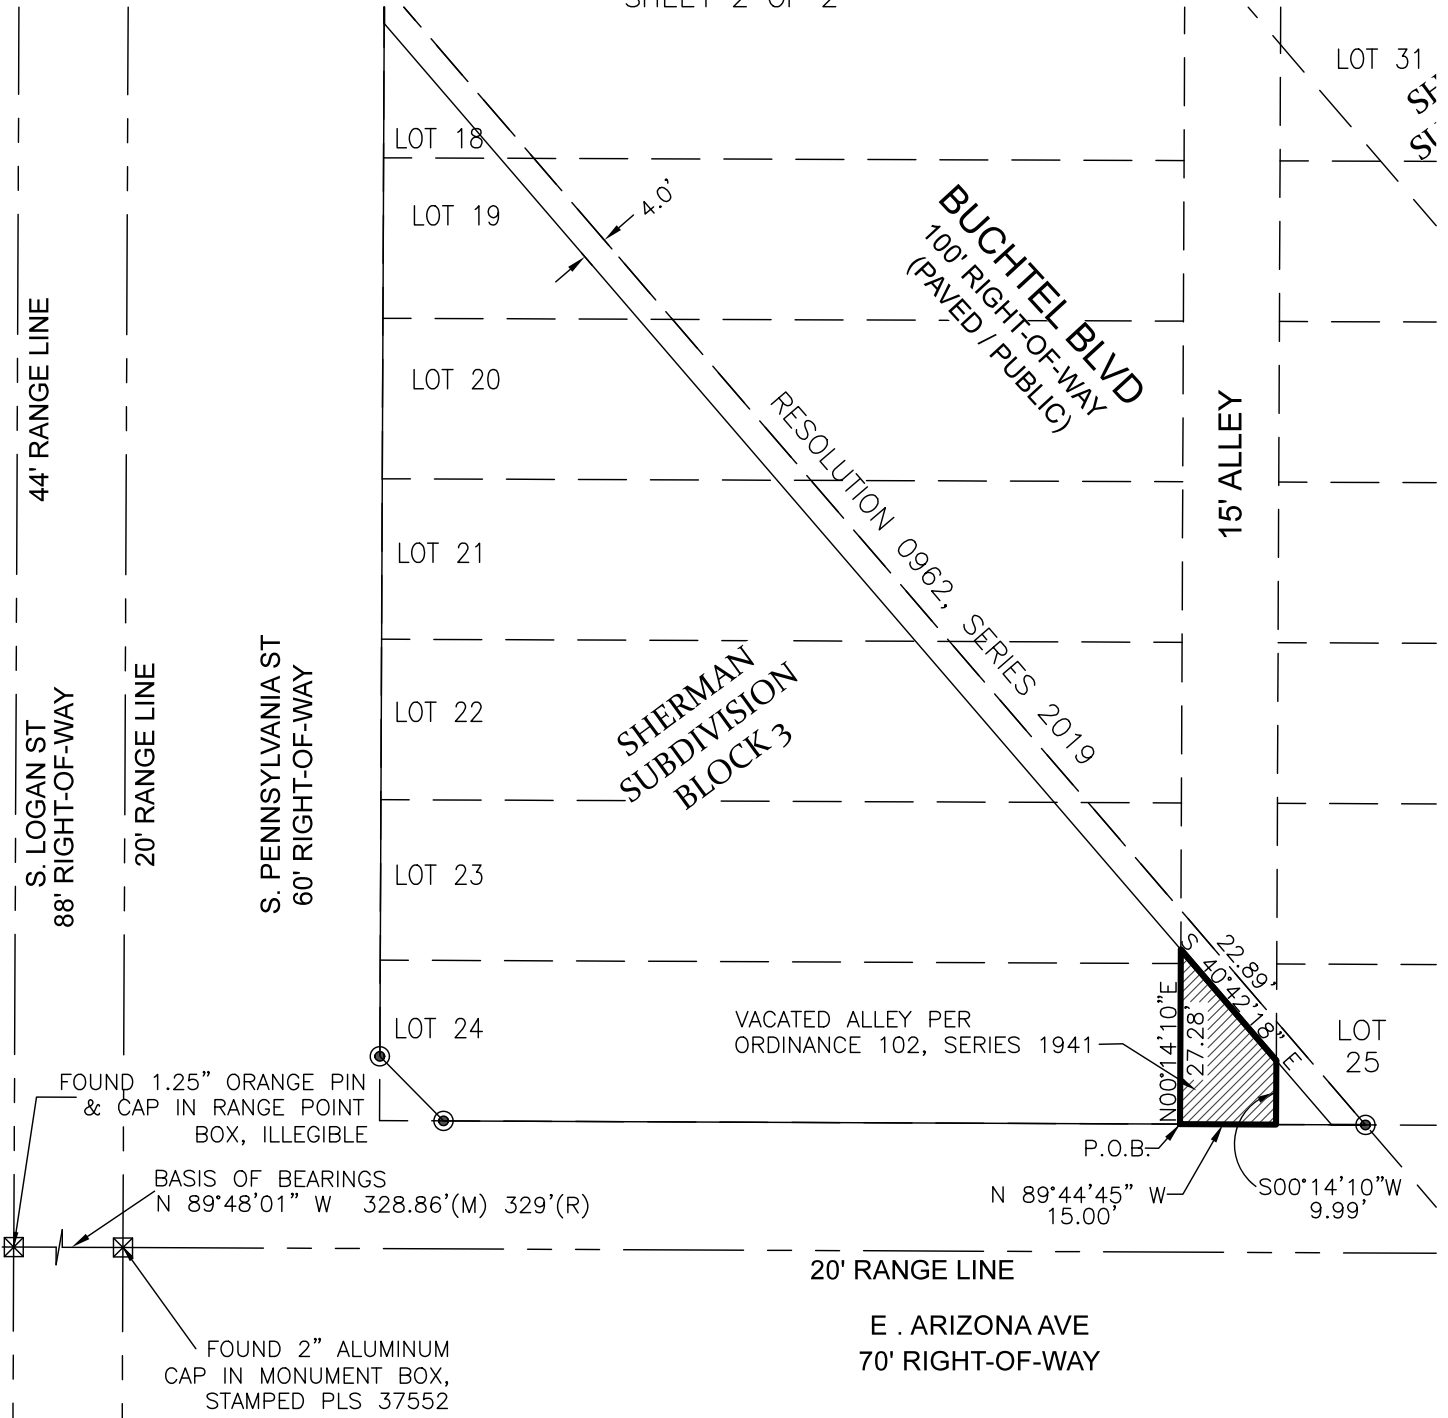 SHEET 2 OF 2
LOT 31
LOT 18
LOT 19
4.0'
BUCHTEL BLVD
100' RIGHT-OF-WAY
(PAVED / PUBLIC)
44' RANGE LINE
LOT 20
15' ALLEY
RESOLUTION 0962, SERIES 2019
LOT 21
S. LOGAN ST
88' RIGHT-OF-WAY
20' RANGE LINE
S. PENNSYLVANIA ST
60' RIGHT-OF-WAY
LOT 22
SHERMAN
SUBDIVISION
BLOCK 3
LOT 23
LOT 24
VACATED ALLEY PER
ORDINANCE 102, SERIES 1941
N00°14'10"E
27.28'
22.89'
S 40°42'18" E
LOT
25
FOUND 1.25" ORANGE PIN
& CAP IN RANGE POINT
BOX, ILLEGIBLE
P.O.B.
BASIS OF BEARINGS
N 89°48'01" W 328.86'(M) 329'(R)
N 89°44'45" W
15.00'
S00°14'10"W
9.99'
20' RANGE LINE
E . ARIZONA AVE
70' RIGHT-OF-WAY
FOUND 2" ALUMINUM
CAP IN MONUMENT BOX,
STAMPED PLS 37552